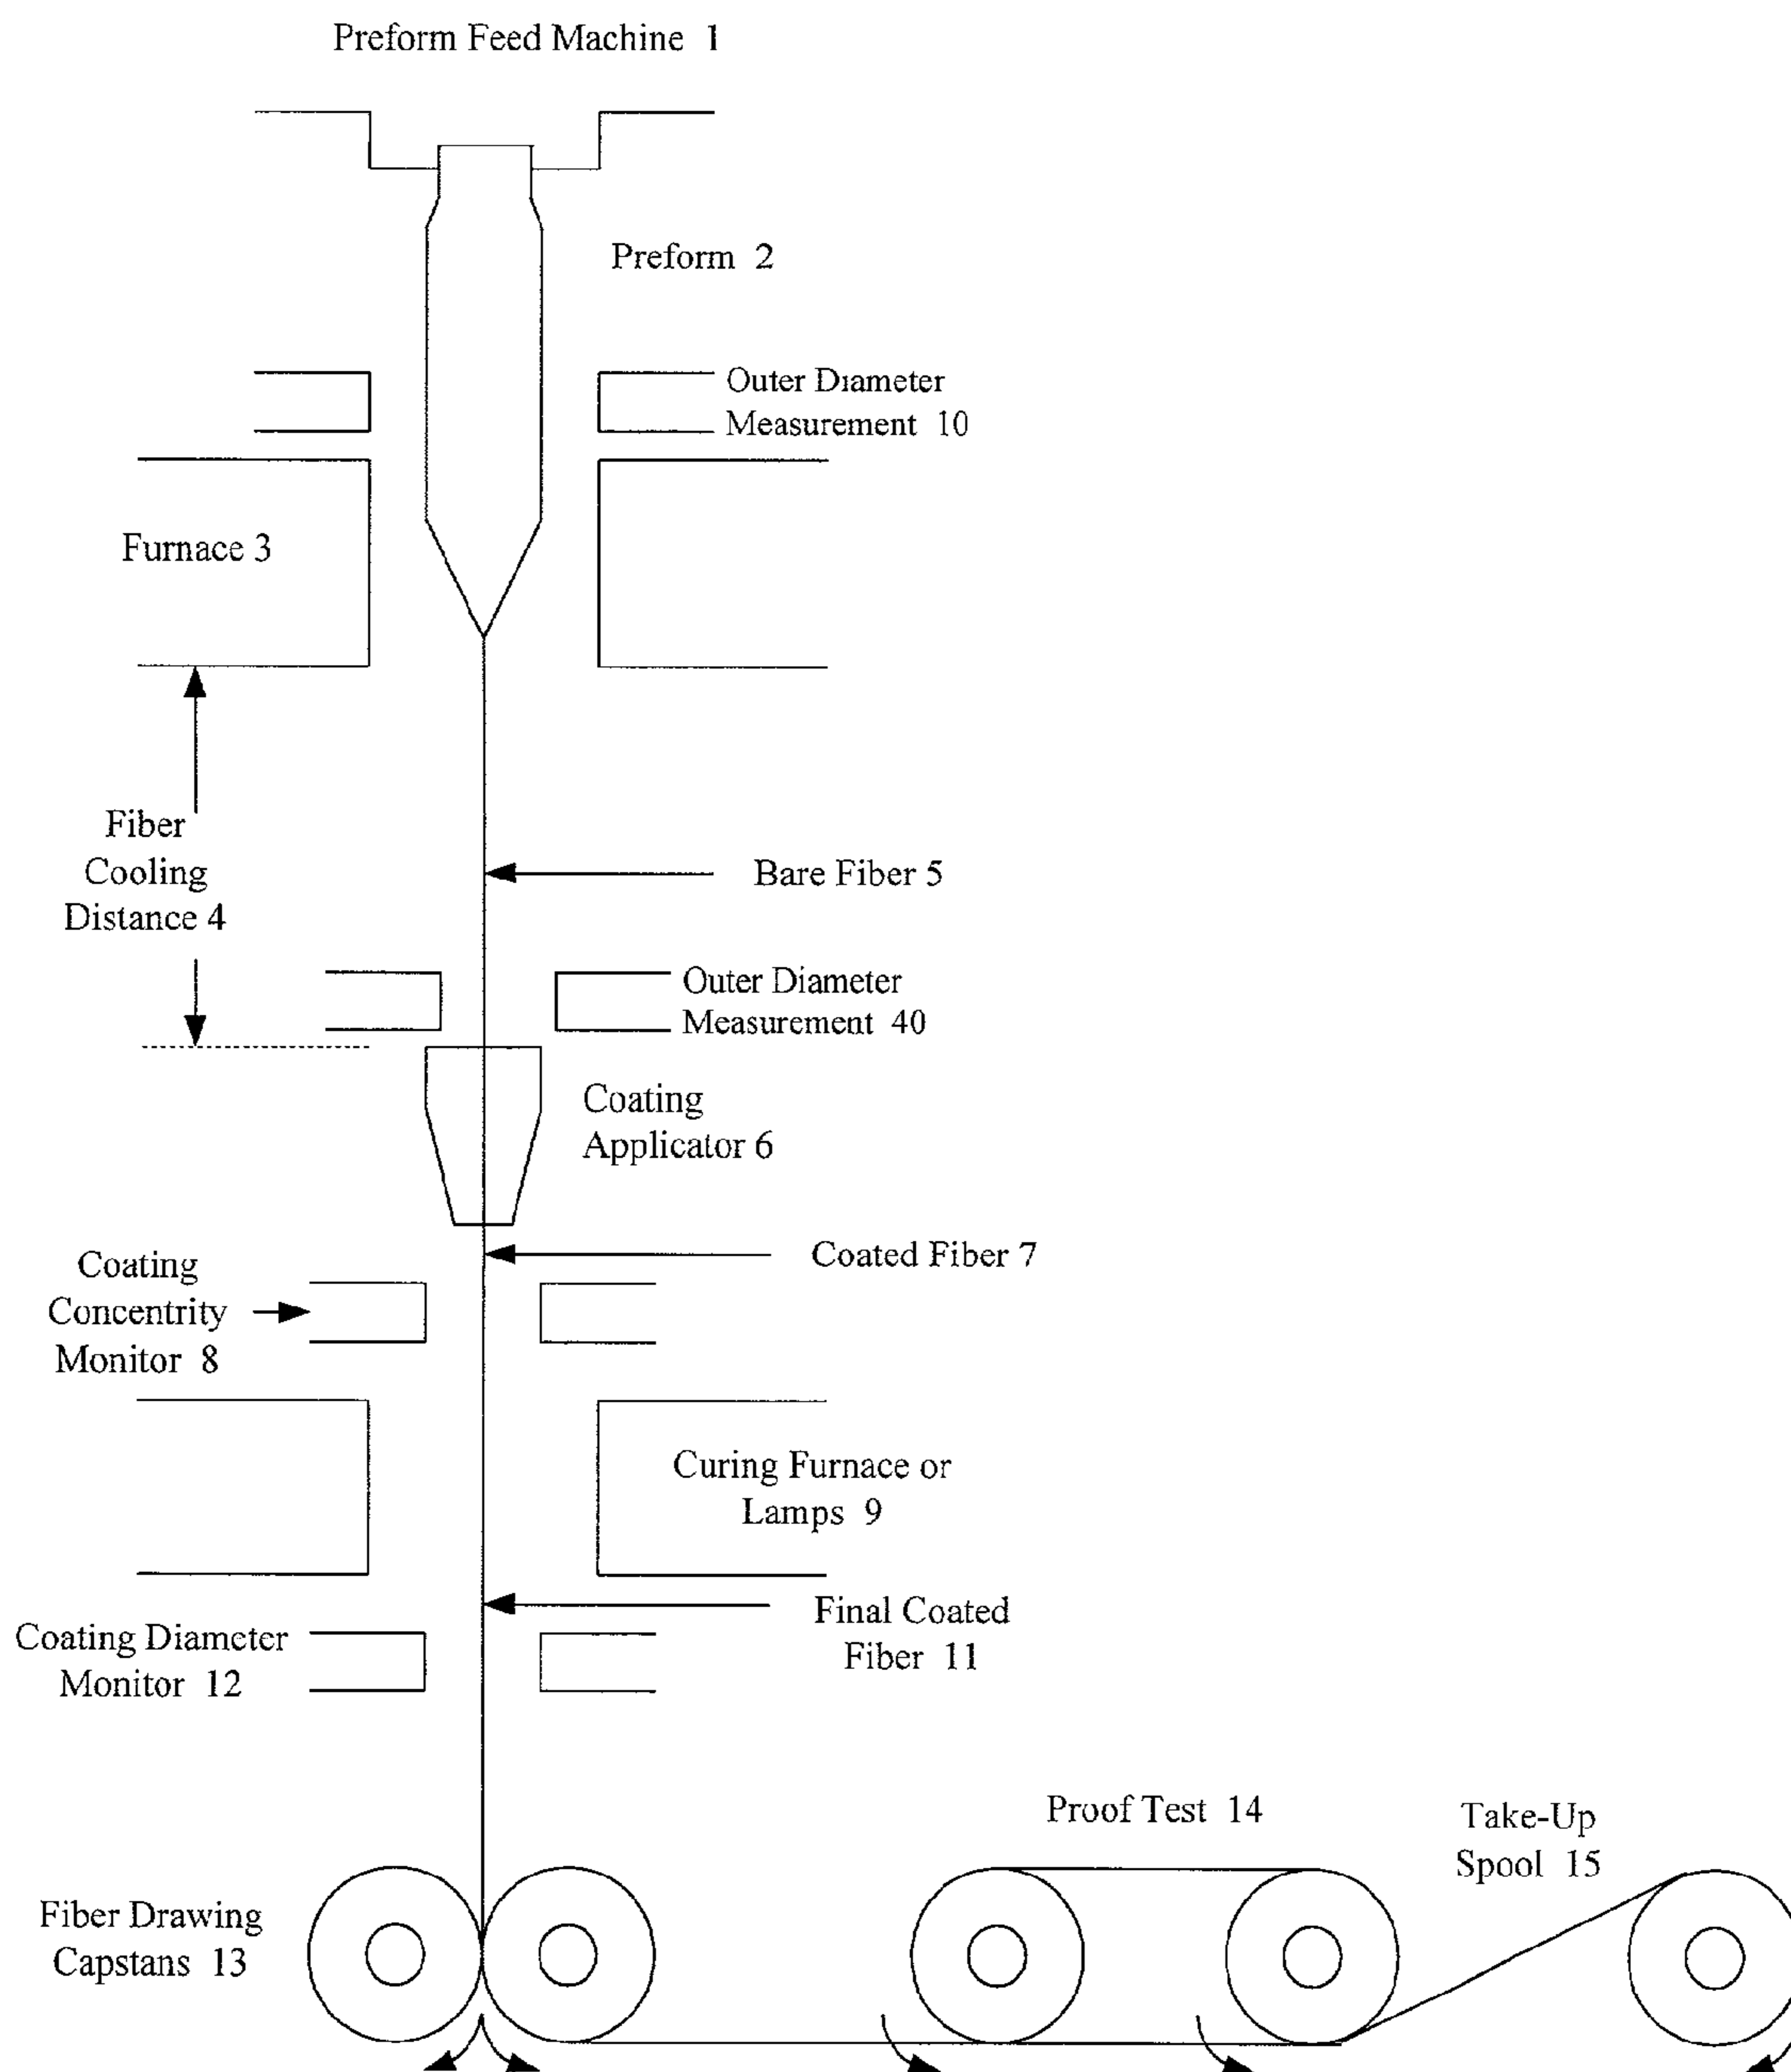 Preform Feed Machine 1
Preform 2
Outer Diameter
Measurement 10
Furnace 3
Fiber
Cooling
Distance 4
Bare Fiber 5
Outer Diameter
Measurement 40
Coating
Applicator 6
Coated Fiber 7
Coating
Concentrity
Monitor 8
Curing Furnace or
Lamps 9
Final Coated
Fiber 11
Coating Diameter
Monitor 12
Proof Test 14
Take-Up
Spool 15
Fiber Drawing
Capstans 13